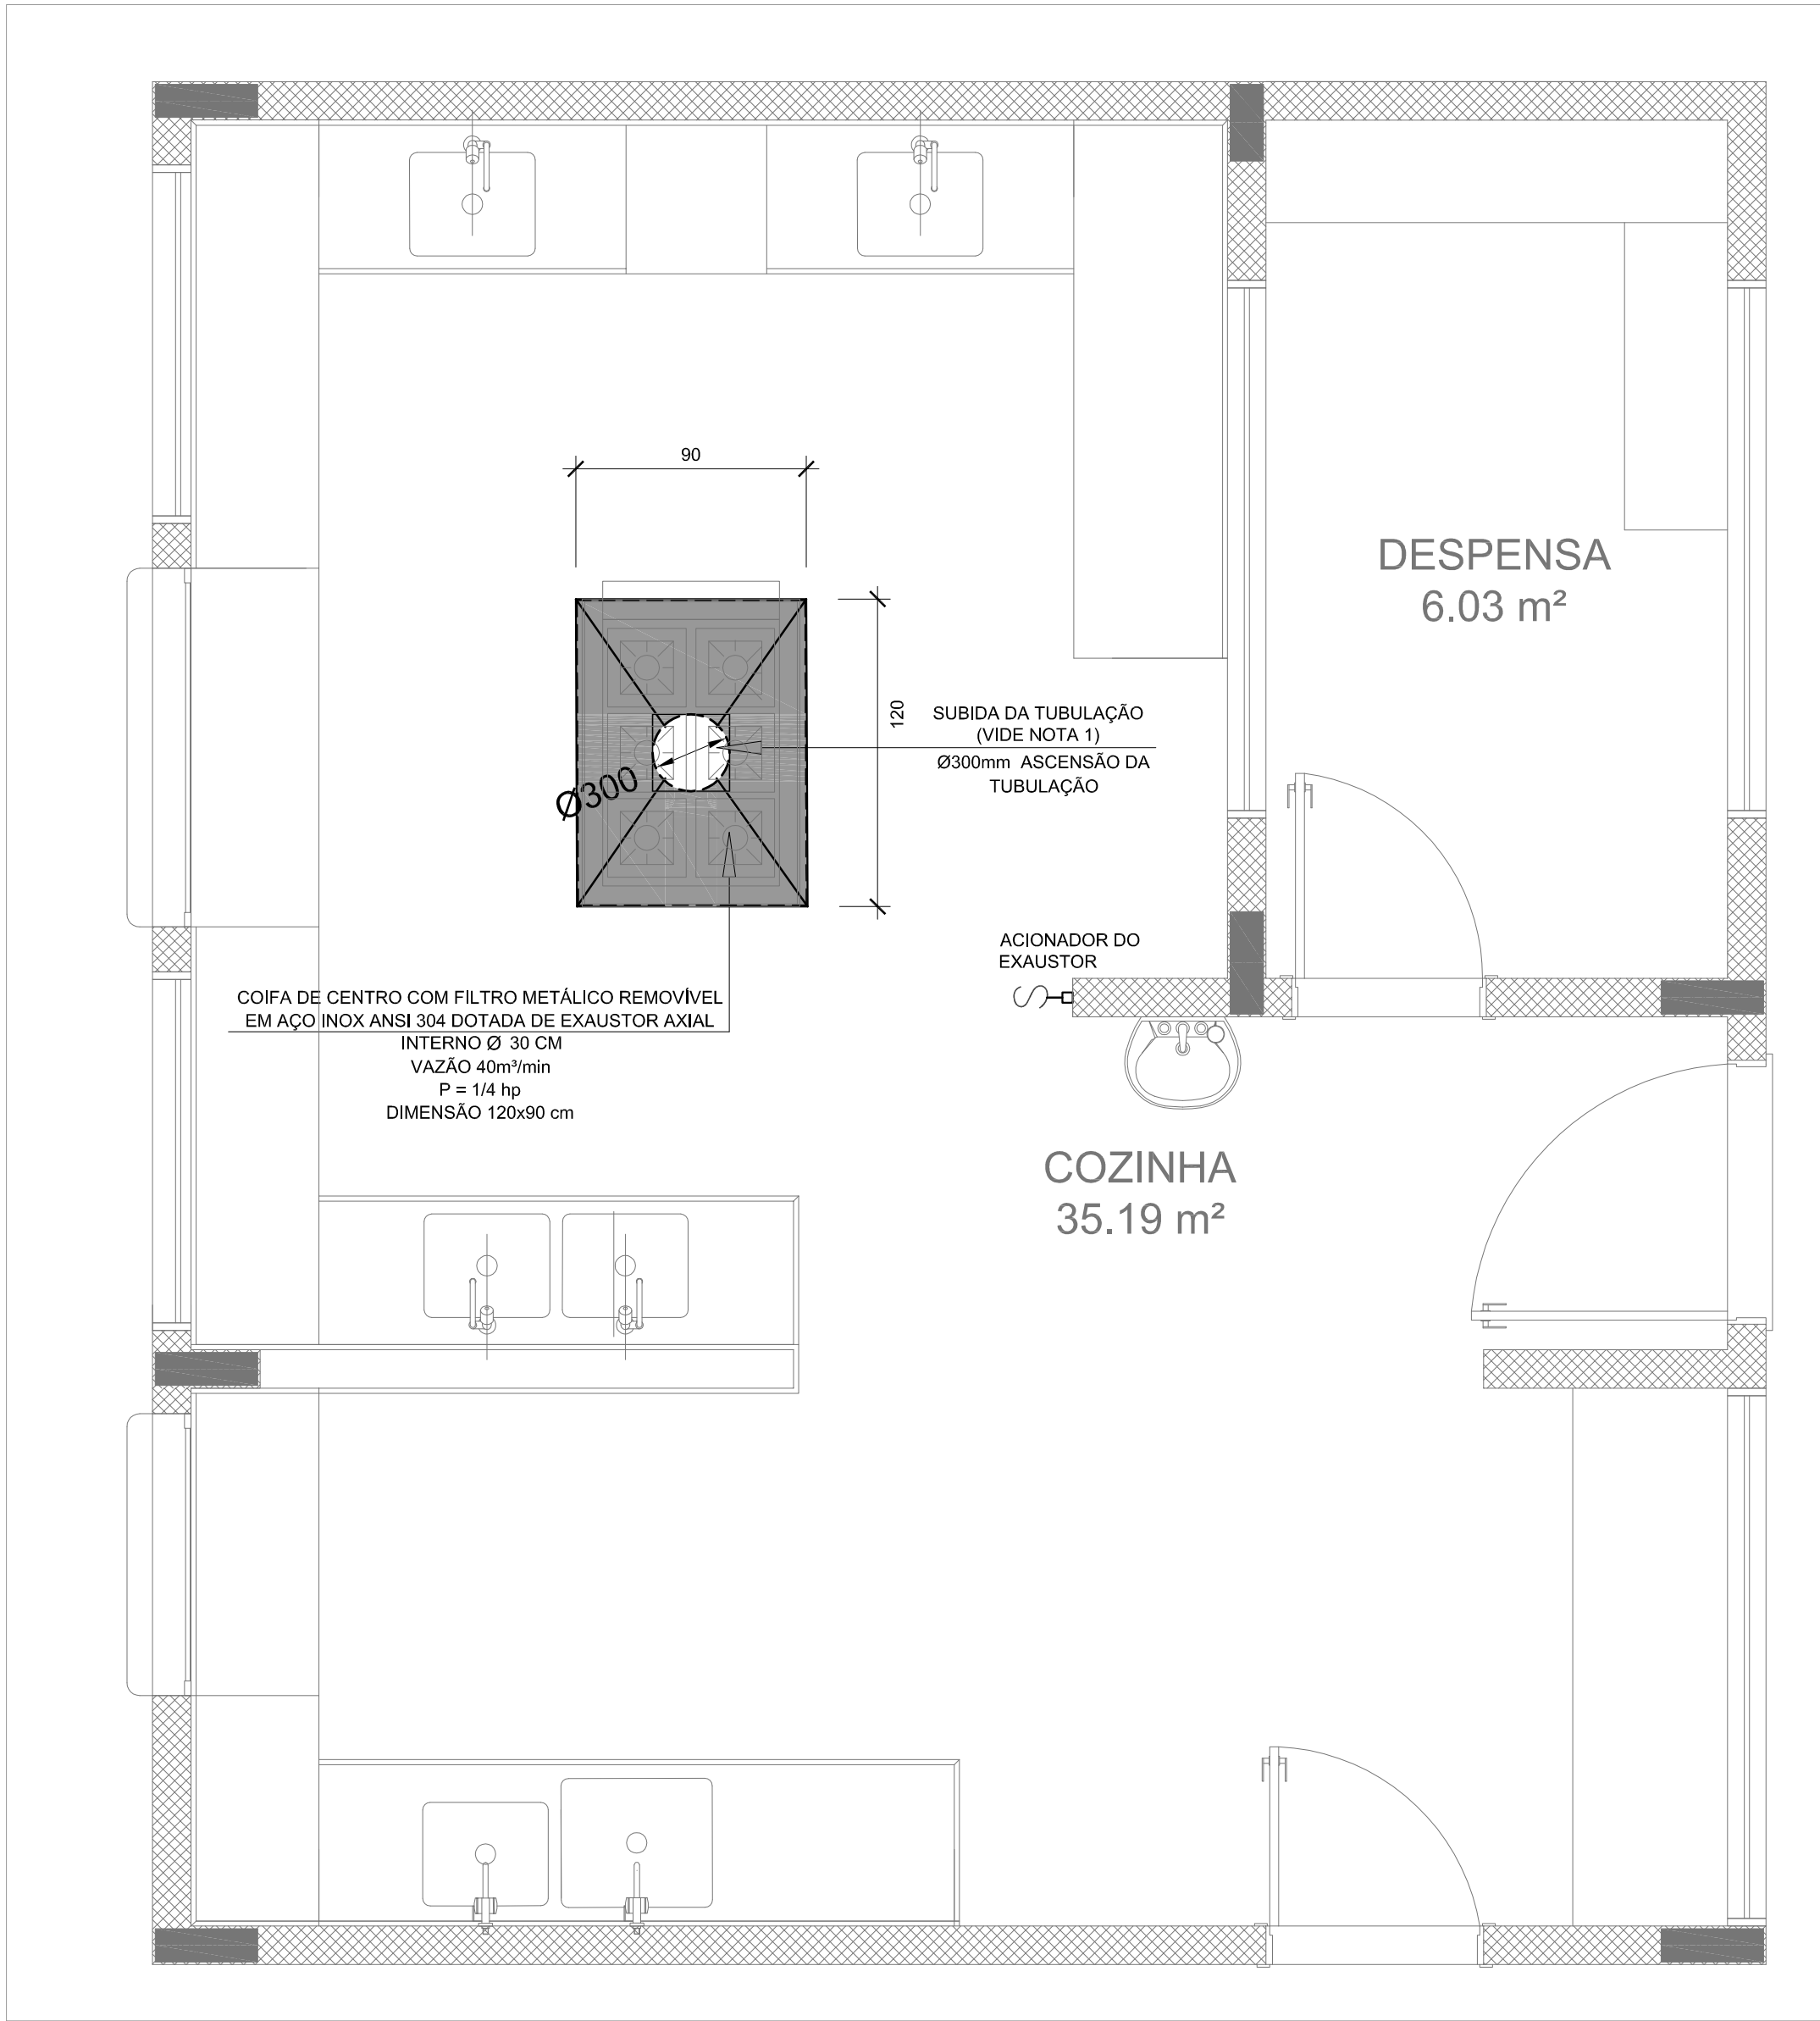 90
DESPENSA
6.03 m²
120
SUBIDA DA TUBULAÇÃO
(VIDE NOTA 1)
Ø300mm ASCENSÃO DA
TUBULAÇÃO
Ø300
ACIONADOR DO
EXAUSTOR
COIFA DE CENTRO COM FILTRO METÁLICO REMOVÍVEL
EM AÇO INOX ANSI 304 DOTADA DE EXAUSTOR AXIAL
INTERNO Ø 30 CM
VAZÃO 40m³/min
P = 1/4 hp
DIMENSÃO 120x90 cm
COZINHA
35.19 m²